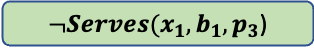 ¬Serves(x₁, b₁, p₃)